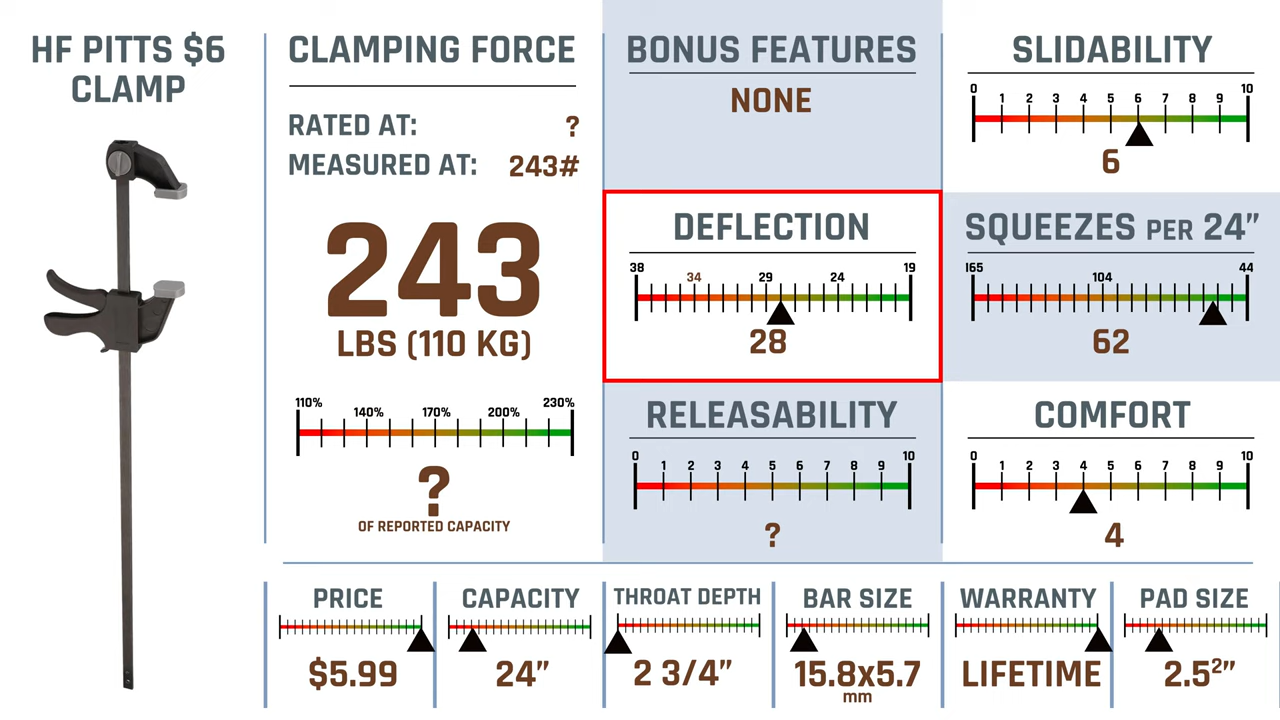 HF PITTS $6
CLAMP
CLAMPING FORCE
RATED AT: ?
MEASURED AT: 243#
243
LBS (110 KG)
110% 140% 170% 200% 230%
?
OF REPORTED CAPACITY
BONUS FEATURES
NONE
DEFLECTION
38 34 29 24 19
28
RELEASABILITY
0 1 2 3 4 5 6 7 8 9 10
?
SLIDABILITY
0 1 2 3 4 5 6 7 8 9 10
6
SQUEEZES PER 24”
165 104 44
62
COMFORT
0 1 2 3 4 5 6 7 8 9 10
4
PRICE
$5.99
CAPACITY
24”
THROAT DEPTH
2 3/4”
BAR SIZE
15.8x5.7
mm
WARRANTY
LIFETIME
PAD SIZE
2.5²”